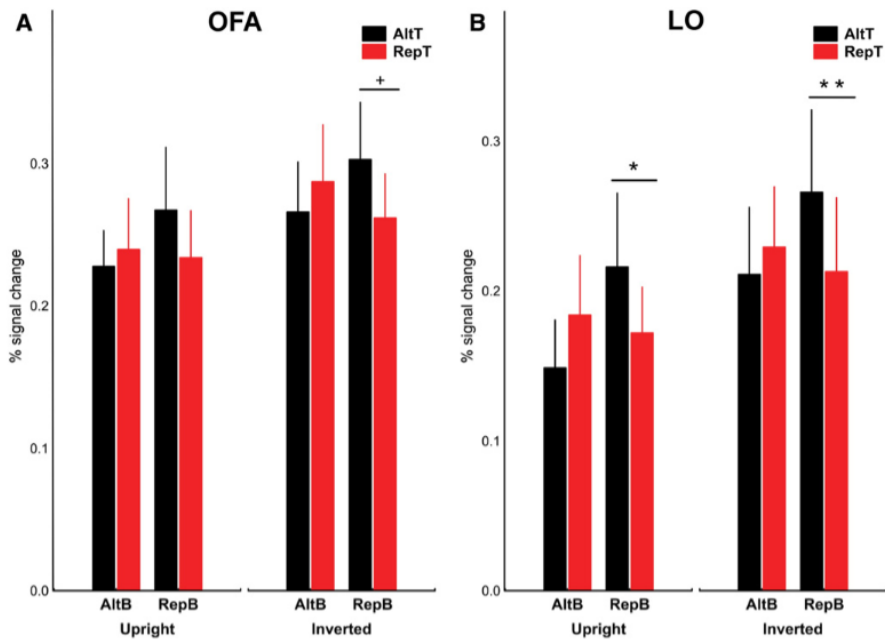 A
OFA
AltT
RepT
+
0.3
0.2
0.1
0.0
% signal change
AltB RepB AltB RepB
Upright Inverted
B
LO
AltT
RepT
*
**
0.3
0.2
0.1
0.0
% signal change
AltB RepB AltB RepB
Upright Inverted